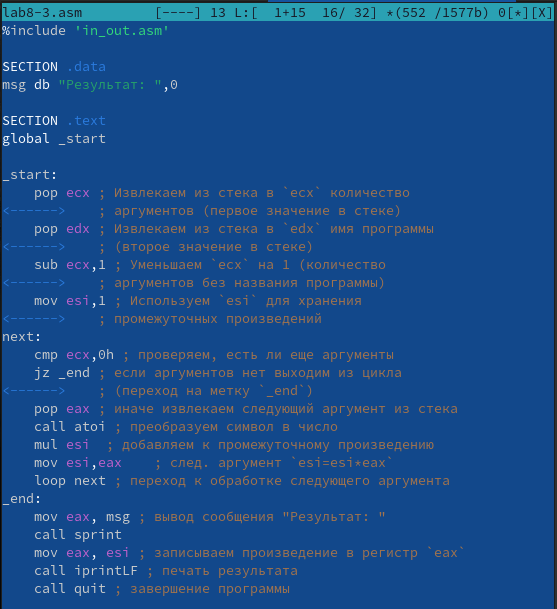 lab8-3.asm          [----] 13 L:[  1+15  16/ 32] *(552 /1577b) 0[*][X]
%include 'in_out.asm'

SECTION .data
msg db "Результат: ",0

SECTION .text
global _start

_start:
    pop ecx ; Извлекаем из стека в `ecx` количество
<------>    ; аргументов (первое значение в стеке)
    pop edx ; Извлекаем из стека в `edx` имя программы
<------>    ; (второе значение в стеке)
    sub ecx,1 ; Уменьшаем `ecx` на 1 (количество
<------>    ; аргументов без названия программы)
    mov esi,1 ; Используем `esi` для хранения
<------>    ; промежуточных произведений
next:
    cmp ecx,0h ; проверяем, есть ли еще аргументы
    jz _end ; если аргументов нет выходим из цикла
<------>    ; (переход на метку `_end`)
    pop eax ; иначе извлекаем следующий аргумент из стека
    call atoi ; преобразуем символ в число
    mul esi  ; добавляем к промежуточному произведению
    mov esi,eax    ; след. аргумент `esi=esi*eax`
    loop next ; переход к обработке следующего аргумента
_end:
    mov eax, msg ; вывод сообщения "Результат: "
    call sprint
    mov eax, esi ; записываем произведение в регистр `eax`
    call iprintLF ; печать результата
    call quit ; завершение программы